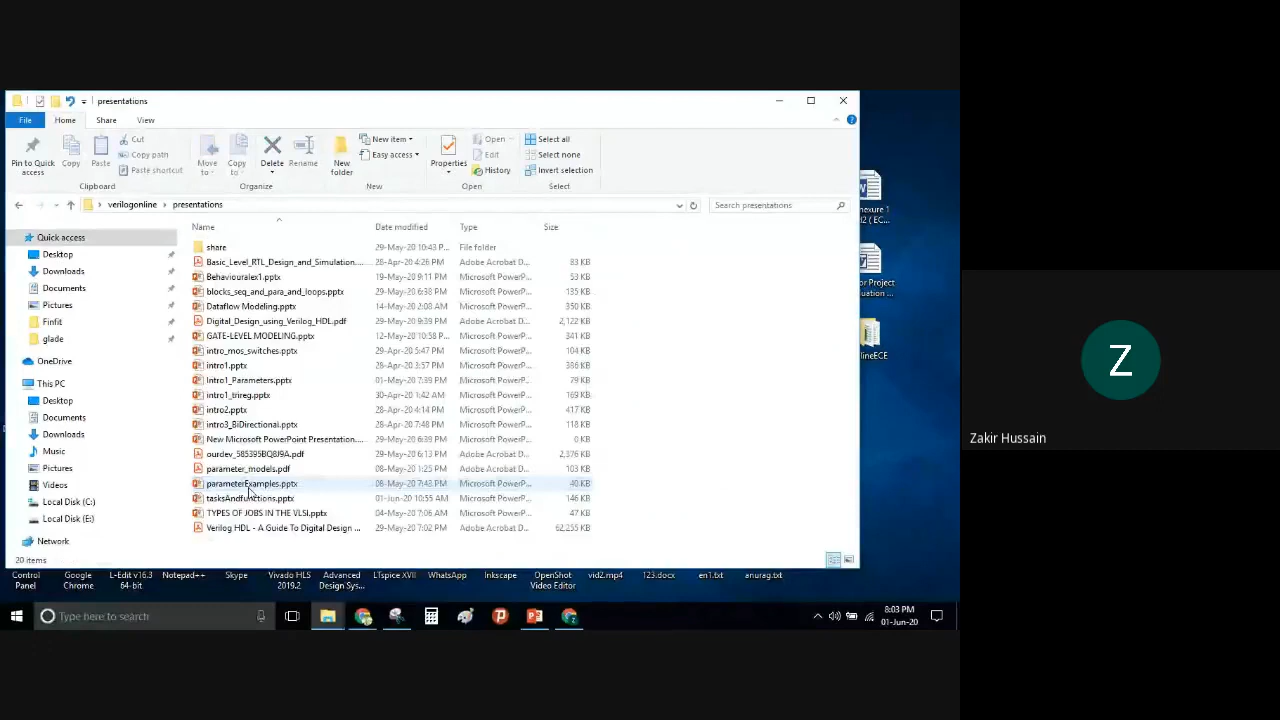 presentations
File Home Share View
Pin to Quick access
Copy
Paste
Cut
Copy path
Paste shortcut
Clipboard
Move to
Copy to
Delete
Rename
Organize
New folder
New item
Easy access
New
Properties
Open
Edit
History
Open
Select all
Select none
Invert selection
Select
verilogonline > presentations
Search presentations
Name Date modified Type Size
Quick access
Desktop
Downloads
Documents
Pictures
Finfit
glade
OneDrive
This PC
Desktop
Documents
Downloads
Music
Pictures
Videos
Local Disk (C:)
Local Disk (E:)
Network
share 29-May-20 10:43 P... File folder
Basic_Level_RTL_Design_and_Simulation.... 28-Apr-20 4:26 PM Adobe Acrobat D... 83 KB
Behaviouralex1.pptx 19-May-20 9:11 PM Microsoft PowerP... 53 KB
blocks_seq_and_para_and_loops.pptx 29-May-20 6:38 PM Microsoft PowerP... 135 KB
Dataflow Modeling.pptx 14-May-20 2:08 AM Microsoft PowerP... 350 KB
Digital_Design_using_Verilog_HDL.pdf 29-May-20 9:39 PM Adobe Acrobat D... 2,122 KB
GATE-LEVEL MODELING.pptx 12-May-20 10:58 P... Microsoft PowerP... 341 KB
intro_mos_switches.pptx 29-Apr-20 5:47 PM Microsoft PowerP... 104 KB
intro1.pptx 28-Apr-20 3:57 PM Microsoft PowerP... 386 KB
Intro1_Parameters.pptx 01-May-20 7:39 PM Microsoft PowerP... 79 KB
intro1_trireg.pptx 30-Apr-20 1:42 AM Microsoft PowerP... 169 KB
intro2.pptx 28-Apr-20 4:14 PM Microsoft PowerP... 417 KB
intro3_BiDirectional.pptx 28-Apr-20 7:48 PM Microsoft PowerP... 118 KB
New Microsoft PowerPoint Presentation.... 29-May-20 6:39 PM Microsoft PowerP... 0 KB
ourdev_585395BQ8J9A.pdf 29-May-20 6:13 PM Adobe Acrobat D... 2,376 KB
parameter_models.pdf 08-May-20 1:25 PM Adobe Acrobat D... 103 KB
parameterExamples.pptx 08-May-20 7:43 PM Microsoft PowerP... 40 KB
tasksAndfunctions.pptx 01-Jun-20 10:55 AM Microsoft PowerP... 146 KB
TYPES OF JOBS IN THE VLSI.pptx 04-May-20 7:06 AM Microsoft PowerP... 47 KB
Verilog HDL - A Guide To Digital Design ... 29-May-20 7:02 PM Adobe Acrobat D... 62,255 KB
20 items
Control Panel
Google Chrome
L-Edit v16.3 64-bit
Notepad++
Skype
Vivado HLS 2019.2
Advanced Design Sys...
LTspice XVII
WhatsApp
Inkscape
OpenShot Video Editor
vidZ.mp4
123.docx
en1.txt
anurag.txt
Type here to search
8:03 PM
01-Jun-20
Z
Zakir Hussain